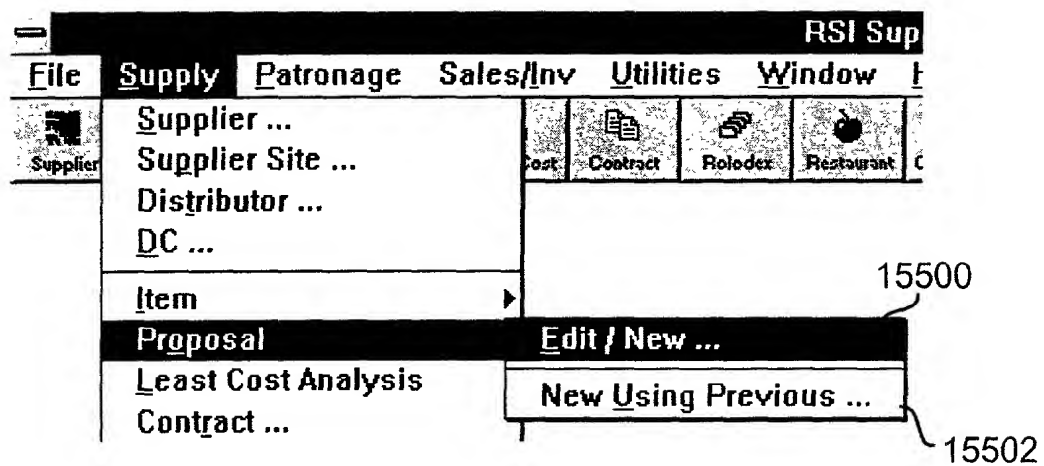 RSI Sup
File Supply Patronage Sales/Inv Utilities Window
Supplier Cost Contract Rolodex Restaurant
Supplier ...
Supplier Site ...
Distributor ...
DC ...
15500
Item
Proposal Edit / New ...
Least Cost Analysis New Using Previous ...
Contract ...
15502